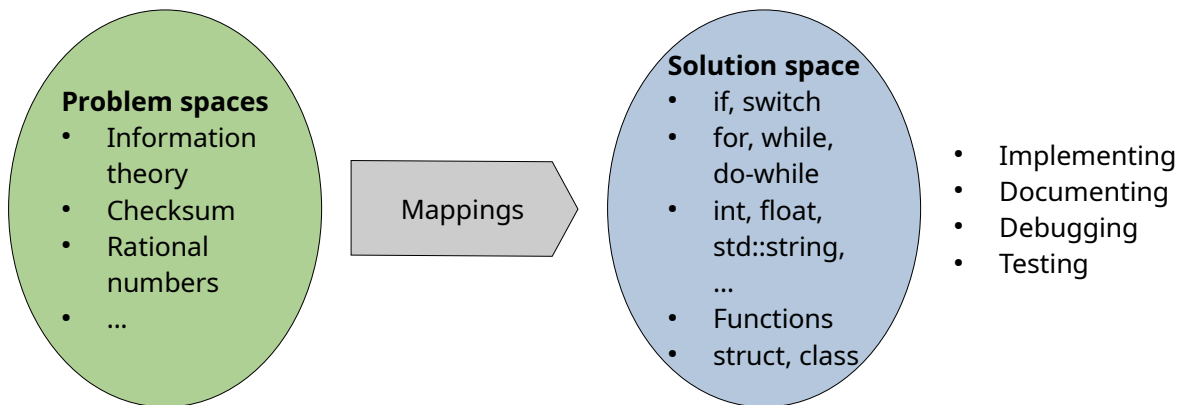 Problem spaces
• Information
theory
• Checksum
• Rational
numbers
• ...
Mappings
Solution space
• if, switch
• for, while,
do-while
• int, float,
std::string,
...
• Functions
• struct, class
• Implementing
• Documenting
• Debugging
• Testing